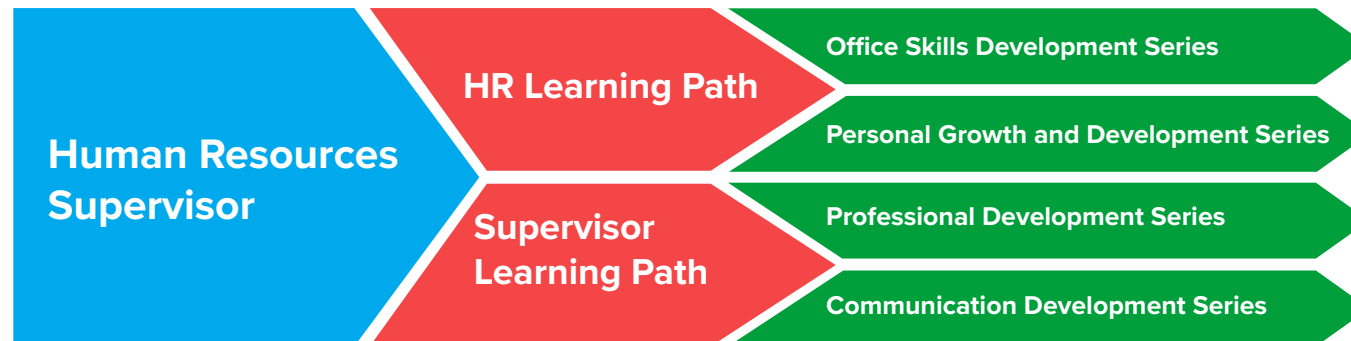 Human Resources
Supervisor
HR Learning Path
Supervisor
Learning Path
Office Skills Development Series
Personal Growth and Development Series
Professional Development Series
Communication Development Series